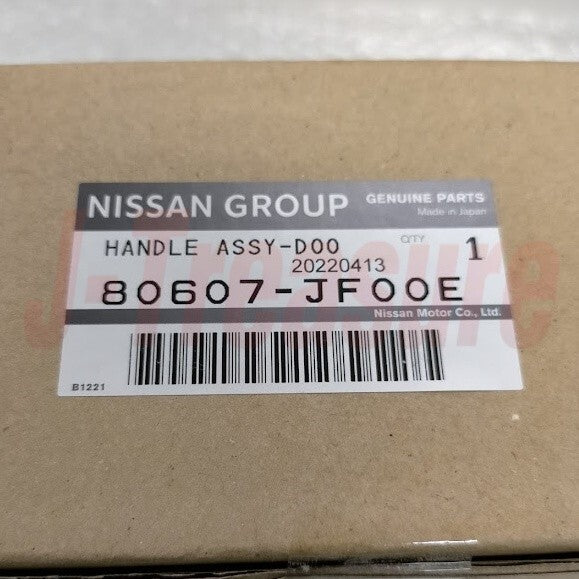 NISSAN GROUP GENUINE PARTS
Made in Japan
HANDLE ASSY-DOO QTY 1
20220413
80607-JF00E
Nissan Motor Co., Ltd.
B1221
J-Treasure